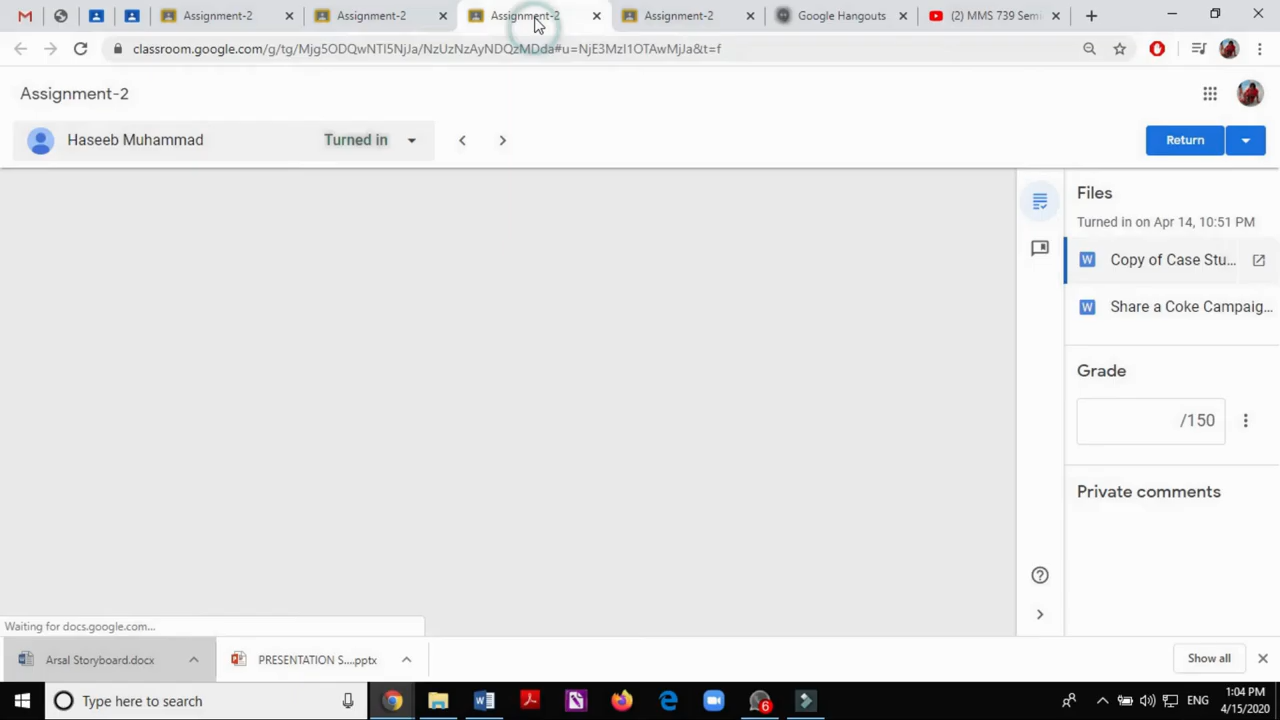 Assignment-2
Assignment-2
Assignment-2
Assignment-2
Google Hangouts
(2) MMS 739 Semi
classroom.google.com/g/tg/Mjg5ODQwNTI5NjJa/NzUzNzAyNDQzMDda#u=NjE3MzI1OTAwMjJa&t=f
Assignment-2
Haseeb Muhammad
Turned in
Return
Files
Turned in on Apr 14, 10:51 PM
W Copy of Case Stu...
W Share a Coke Campaig...
Grade
/150
Private comments
Waiting for docs.google.com...
Arsal Storyboard.docx
PRESENTATION S....pptx
Show all
Type here to search
6
ENG
1:04 PM
4/15/2020